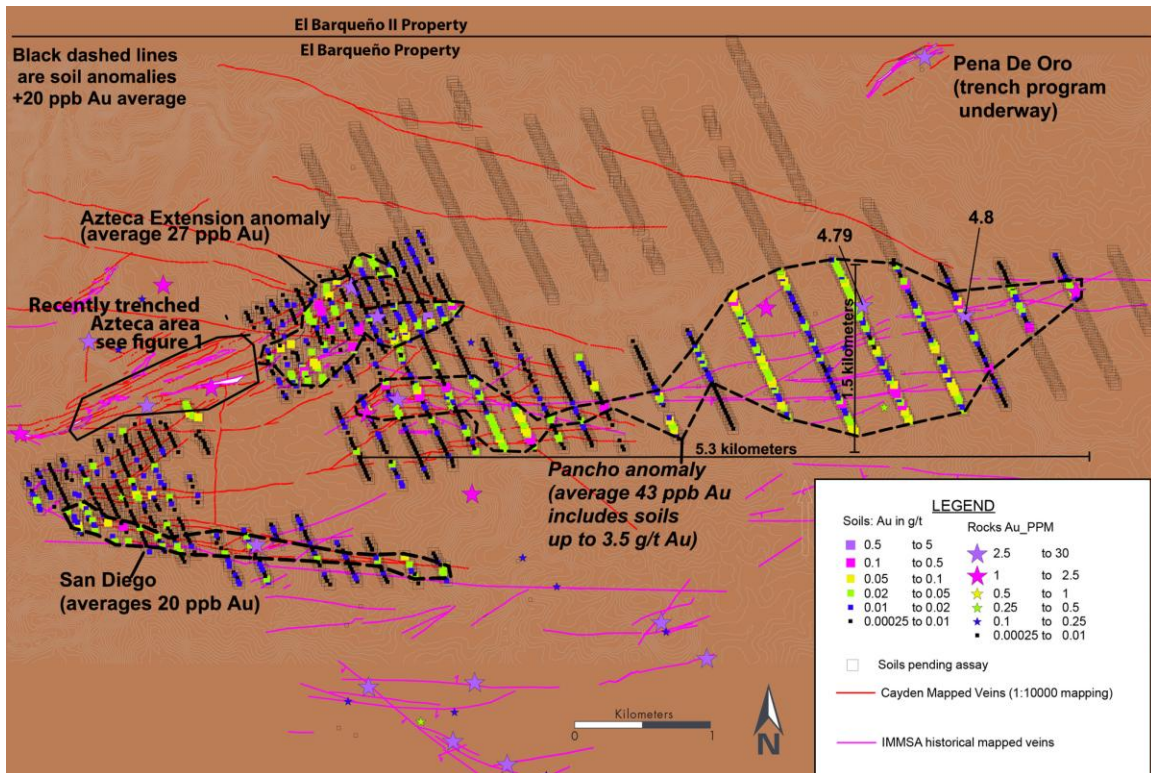 El Barqueño II Property
El Barqueño Property
Black dashed lines
are soil anomalies
+20 ppb Au average
Pena De Oro
(trench program
underway)
Azteca Extension anomaly
(average 27 ppb Au)
4.8
4.79
Recently trenched
Azteca area
see figure 1
1.5 kilometers
5.3 kilometers
Pancho anomaly
(average 43 ppb Au
includes soils
up to 3.5 g/t Au)
San Diego
(averages 20 ppb Au)
Kilometers
0 1
N
LEGEND
Soils: Au in g/t Rocks Au_PPM
0.5 to 5 2.5 to 30
0.1 to 0.5 1 to 2.5
0.05 to 0.1 0.5 to 1
0.02 to 0.05 0.25 to 0.5
0.01 to 0.02 0.1 to 0.25
0.00025 to 0.01 0.00025 to 0.01
Soils pending assay
Cayden Mapped Veins (1:10000 mapping)
IMMSA historical mapped veins